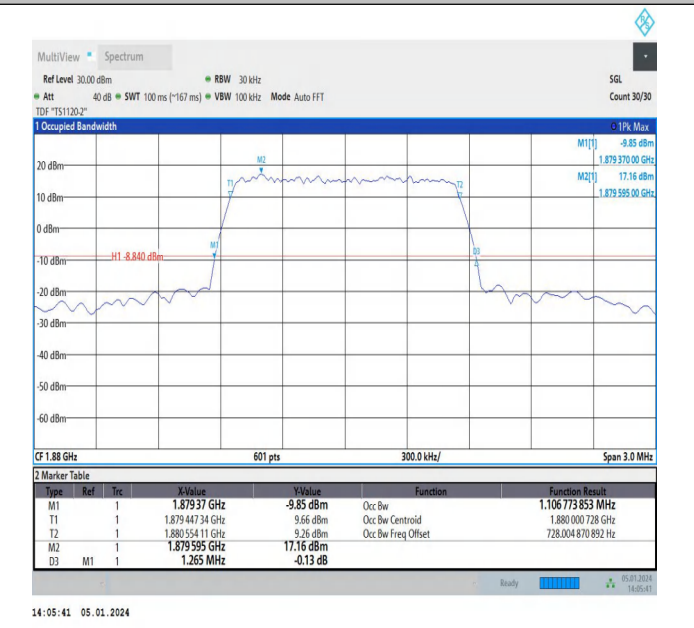 MultiView Spectrum
Ref Level 30.00 dBm RBW 30 kHz SGL
Att 40 dB SWT 100 ms (~167 ms) VBW 100 kHz Mode Auto FFT Count 30/30
TDF "TS1120-2"
1 Occupied Bandwidth 1Pk Max
M1[1] -9.85 dBm
1.879 370 00 GHz
M2[1] 17.16 dBm
1.879 595 00 GHz
M2
20 dBm
T1
T2
10 dBm
0 dBm
M1
D3
H1 -8.840 dBm
-10 dBm
-20 dBm
-30 dBm
-40 dBm
-50 dBm
-60 dBm
CF 1.88 GHz 601 pts 300.0 kHz/ Span 3.0 MHz
2 Marker Table
Type Ref Trc X-Value Y-Value Function Function Result
M1 1 1.879 37 GHz -9.85 dBm Occ Bw 1.106 773 853 MHz
T1 1 1.879 447 34 GHz 9.66 dBm Occ Bw Centroid 1.880 000 728 GHz
T2 1 1.880 554 11 GHz 9.26 dBm Occ Bw Freq Offset 728.004 870 892 Hz
M2 1 1.879 595 GHz 17.16 dBm
D3 M1 1 1.265 MHz -0.13 dB
Ready 05.01.2024
14:05:41
14:05:41 05.01.2024